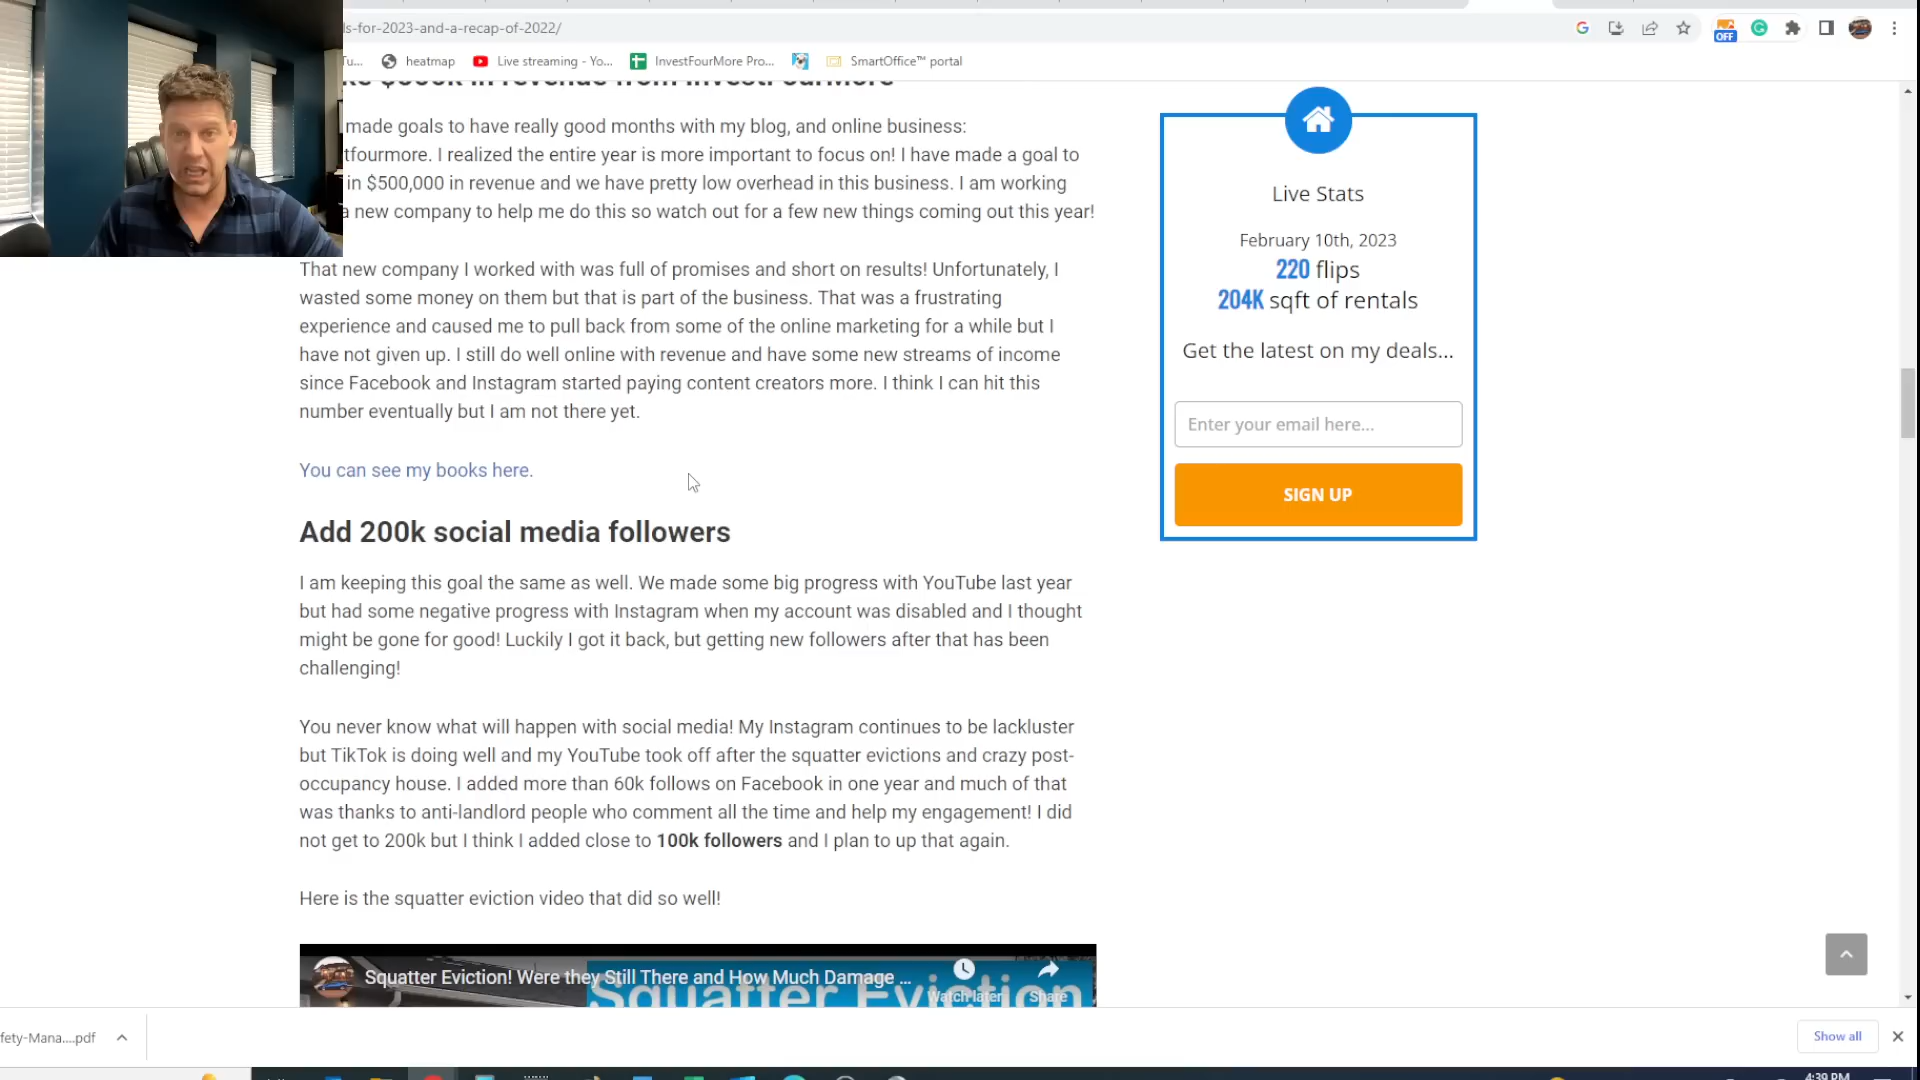 ls-for-2023-and-a-recap-of-2022/
OFF
Tu...
heatmap
Live streaming - Yo...
InvestFourMore Pro...
SmartOffice™ portal
in revenue from InvestFourMore
made goals to have really good months with my blog, and online business:
tfourmore. I realized the entire year is more important to focus on! I have made a goal to
in $500,000 in revenue and we have pretty low overhead in this business. I am working
a new company to help me do this so watch out for a few new things coming out this year!
That new company I worked with was full of promises and short on results! Unfortunately, I
wasted some money on them but that is part of the business. That was a frustrating
experience and caused me to pull back from some of the online marketing for a while but I
have not given up. I still do well online with revenue and have some new streams of income
since Facebook and Instagram started paying content creators more. I think I can hit this
number eventually but I am not there yet.
You can see my books here.
Add 200k social media followers
I am keeping this goal the same as well. We made some big progress with YouTube last year
but had some negative progress with Instagram when my account was disabled and I thought
might be gone for good! Luckily I got it back, but getting new followers after that has been
challenging!
You never know what will happen with social media! My Instagram continues to be lackluster
but TikTok is doing well and my YouTube took off after the squatter evictions and crazy post-
occupancy house. I added more than 60k follows on Facebook in one year and much of that
was thanks to anti-landlord people who comment all the time and help my engagement! I did
not get to 200k but I think I added close to 100k followers and I plan to up that again.
Here is the squatter eviction video that did so well!
Squatter Eviction! Were they Still There and How Much Damage ...
Squatter Eviction
Watch later
Share
Live Stats
February 10th, 2023
220 flips
204K sqft of rentals
Get the latest on my deals...
Enter your email here...
SIGN UP
fety-Mana....pdf
Show all
4:39 PM